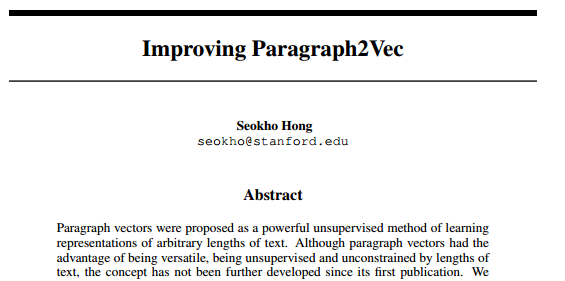 Improving Paragraph2Vec
Seokho Hong
seokho@stanford.edu
Abstract
Paragraph vectors were proposed as a powerful unsupervised method of learning
representations of arbitrary lengths of text. Although paragraph vectors had the
advantage of being versatile, being unsupervised and unconstrained by lengths of
text, the concept has not been further developed since its first publication. We